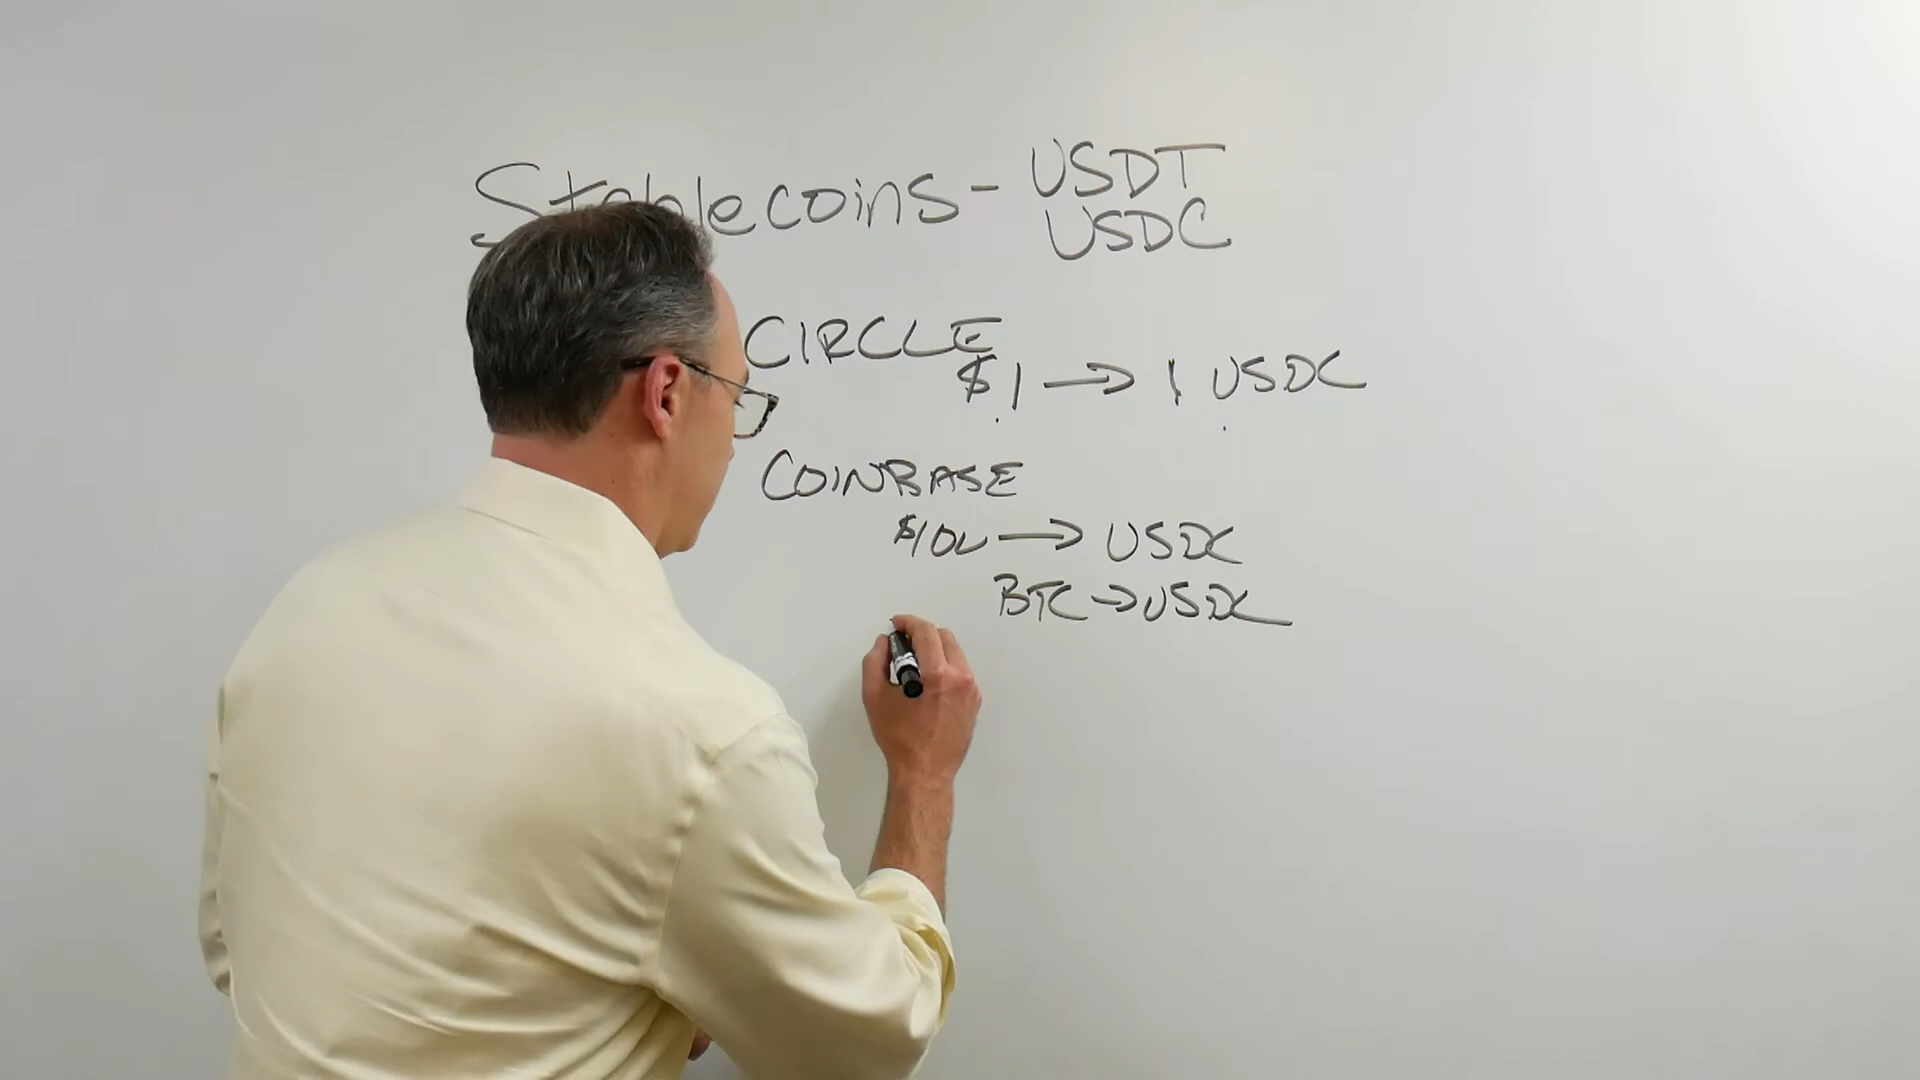 Stablecoins - USDT
USDC
CIRCLE
$1 → 1 USDC
COINBASE
$100 → USDC
BTC → USDC